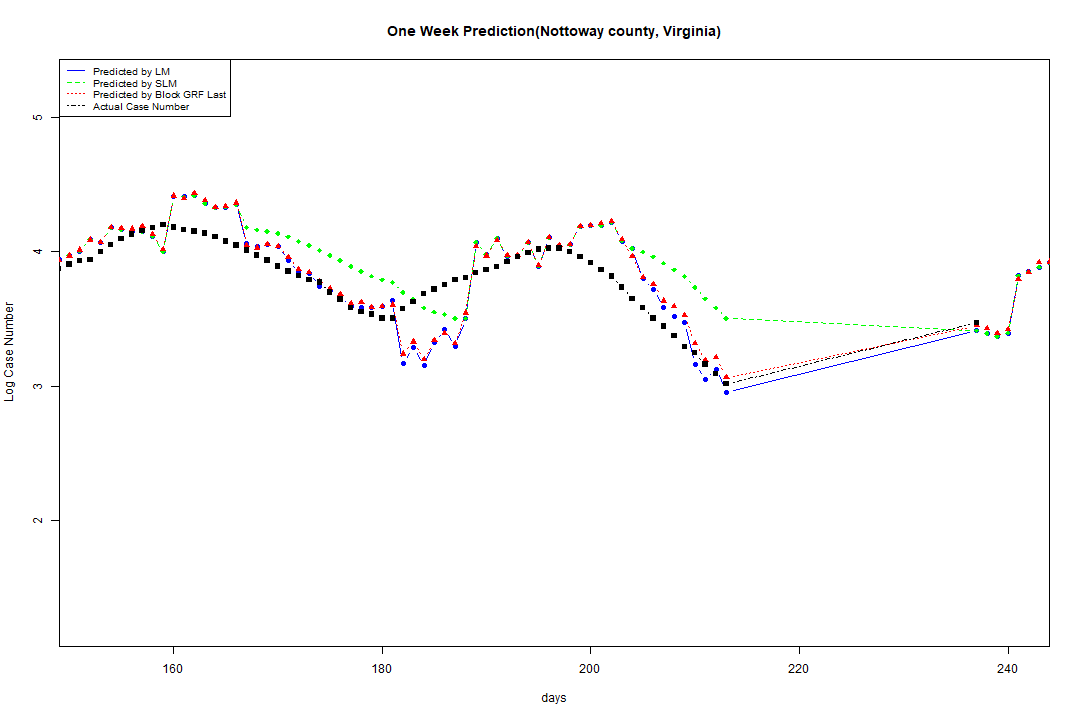 One Week Prediction(Nottoway county, Virginia)
Predicted by LM
Predicted by SLM
Predicted by Block GRF Last
Actual Case Number
5
4
3
2
Log Case Number
160 180 200 220 240
days